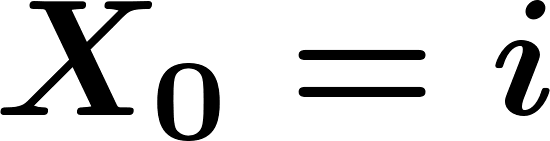 X₀ = i